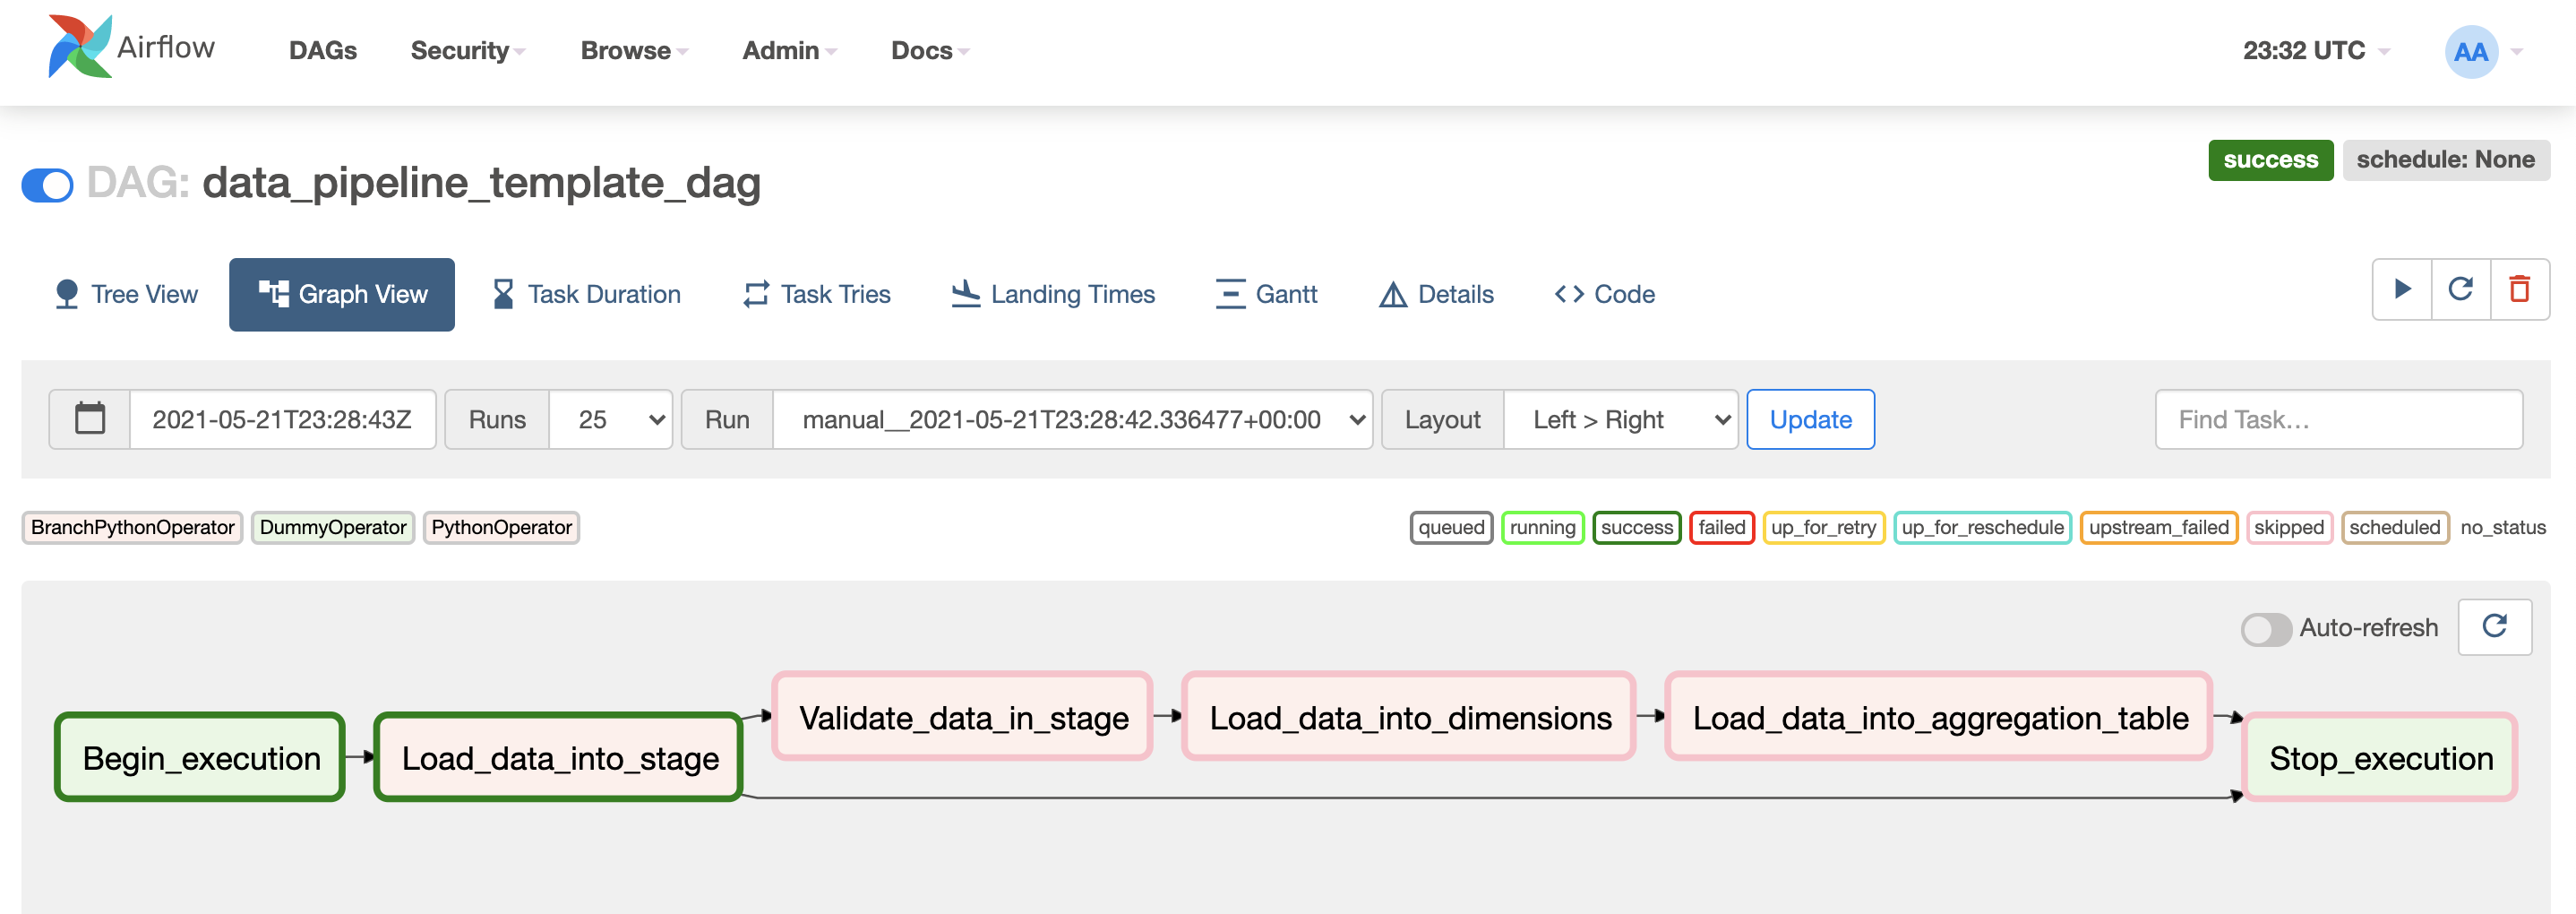 Airflow DAGs Security Browse Admin Docs 23:32 UTC AA
success schedule: None
DAG: data_pipeline_template_dag
Tree View Graph View Task Duration Task Tries Landing Times Gantt Details Code
2021-05-21T23:28:43Z Runs 25 Run manual__2021-05-21T23:28:42.336477+00:00 Layout Left > Right Update Find Task...
BranchPythonOperator DummyOperator PythonOperator queued running success failed up_for_retry up_for_reschedule upstream_failed skipped scheduled no_status
Auto-refresh
Validate_data_in_stage Load_data_into_dimensions Load_data_into_aggregation_table
Begin_execution Load_data_into_stage Stop_execution